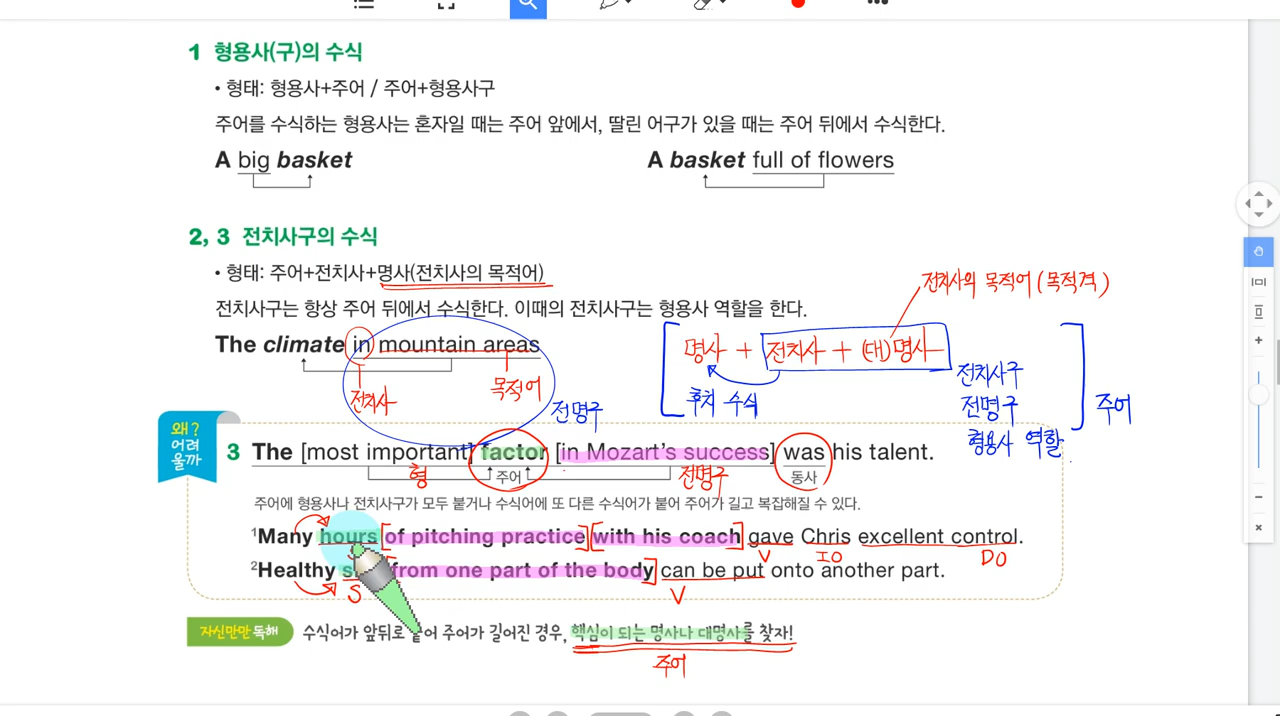 1 형용사(구)의 수식
• 형태: 형용사+주어 / 주어+형용사구
주어를 수식하는 형용사는 혼자일 때는 주어 앞에서, 딸린 어구가 있을 때는 주어 뒤에서 수식한다.
A big basket
A basket full of flowers
2, 3 전치사구의 수식
• 형태: 주어+전치사+명사(전치사의 목적어)
전치사의 목적어 (목적격)
전치사구는 항상 주어 뒤에서 수식한다. 이때의 전치사구는 형용사 역할을 한다.
The climate in mountain areas
명사 + 전치사 + (대)명사
전치사
목적어
전명구
후치 수식
전치사구
전명구
형용사 역할
주어
왜?
어려
울까
3 The [most important] factor [in Mozart's success] was his talent.
형
주어
전명구
동사
주어에 형용사나 전치사구가 모두 붙거나 수식어에 또 다른 수식어가 붙어 주어가 길고 복잡해질 수 있다.
1Many hours [of pitching practice] [with his coach] gave Chris excellent control.
V IO DO
2Healthy [from one part of the body] can be put onto another part.
S V
자신만만 독해 수식어가 앞뒤로 붙어 주어가 길어진 경우, 핵심이 되는 명사나 대명사를 찾자!
주어